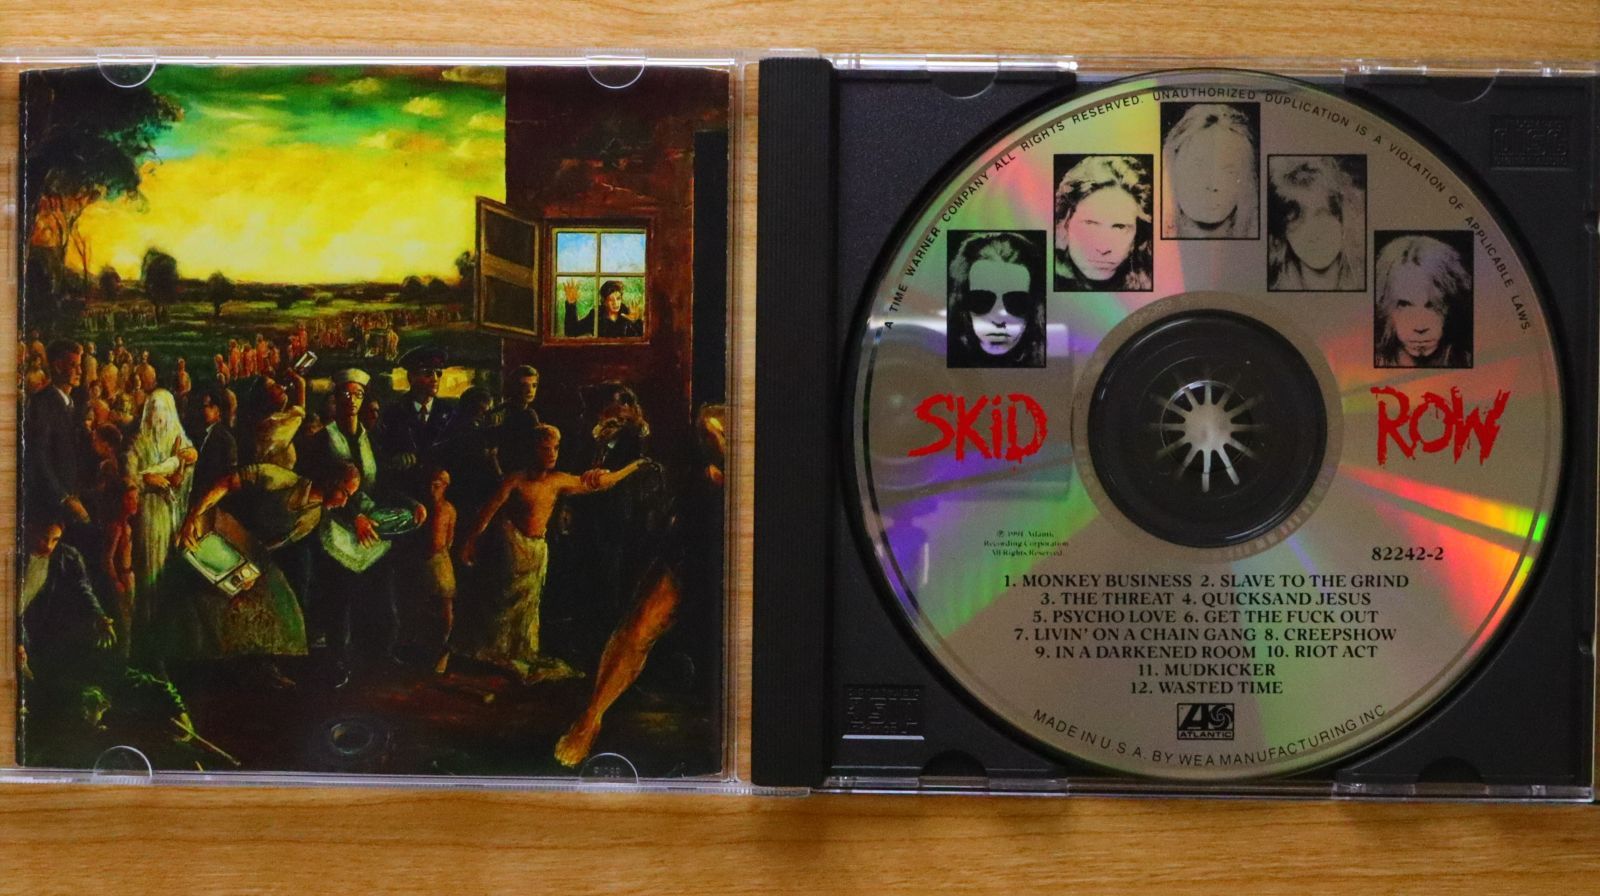 A TIME WARNER COMPANY ALL RIGHTS RESERVED. UNAUTHORIZED DUPLICATION IS A VIOLATION OF APPLICABLE LAWS
SKiD ROW
℗ 1991 Atlantic
Recording Corporation
All Rights Reserved
82242-2
1. MONKEY BUSINESS 2. SLAVE TO THE GRIND
3. THE THREAT 4. QUICKSAND JESUS
5. PSYCHO LOVE 6. GET THE FUCK OUT
7. LIVIN' ON A CHAIN GANG 8. CREEPSHOW
9. IN A DARKENED ROOM 10. RIOT ACT
11. MUDKICKER
12. WASTED TIME
ATLANTIC
MADE IN U.S.A. BY WEA MANUFACTURING INC